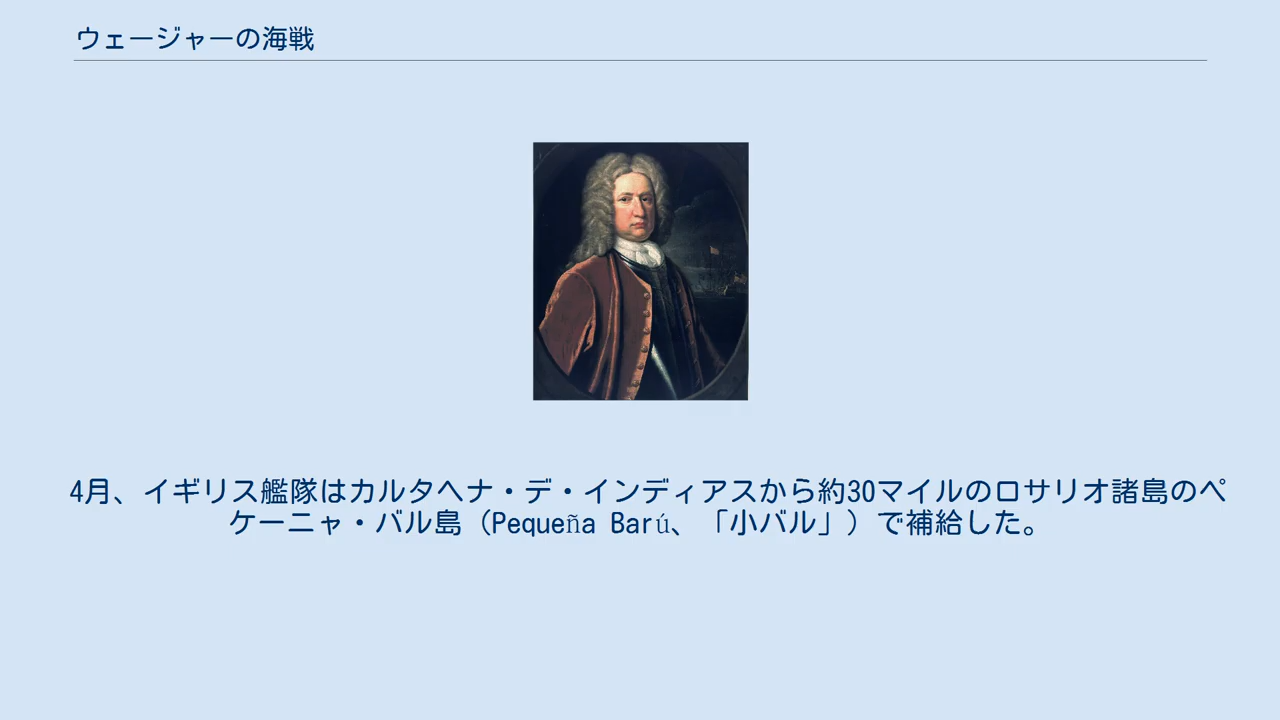 ウェージャーの海戦
4月、イギリス艦隊はカルタヘナ・デ・インディアスから約30マイルのロサリオ諸島のペ
ケーニャ・バル島（Pequeña Barú、「小バル」）で補給した。